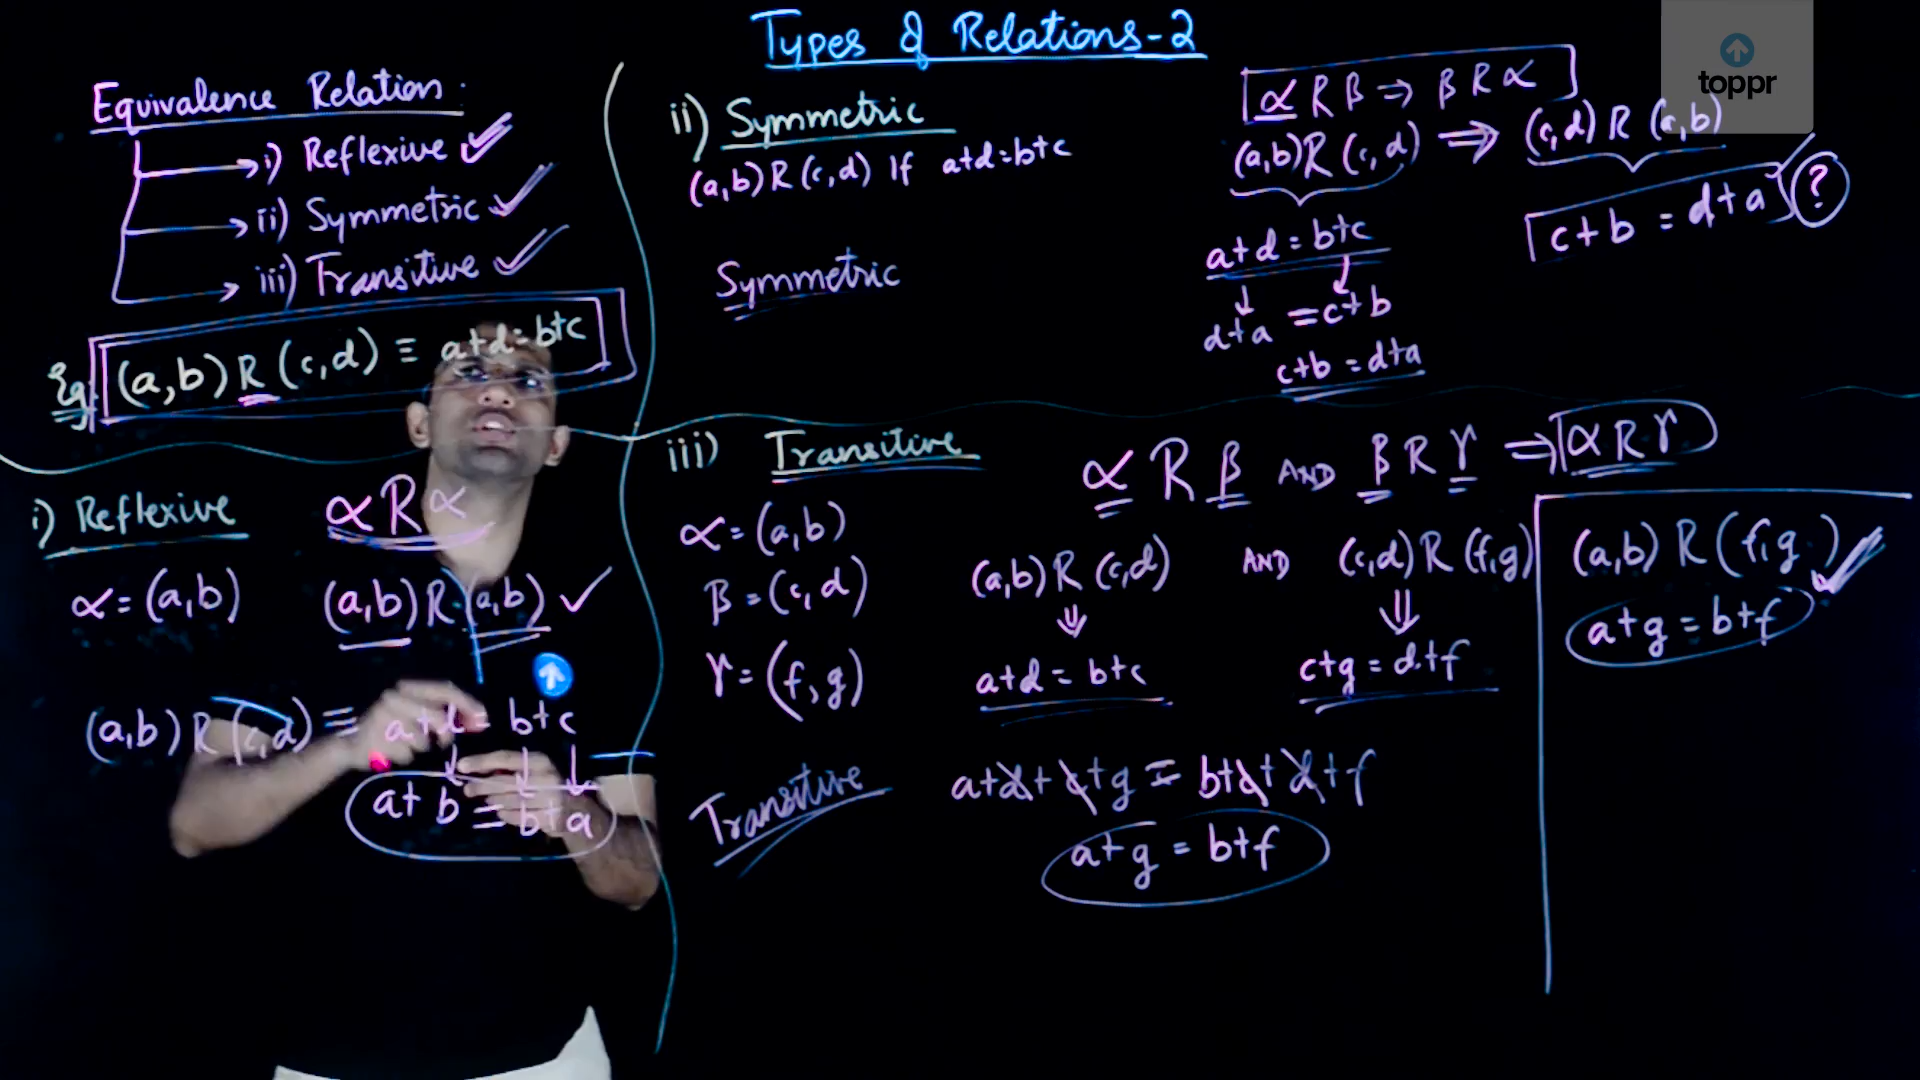 Types of Relations-2
toppr
Equivalence Relation:
i) Reflexive ✓
ii) Symmetric ✓
iii) Transitive ✓
Eg. (a,b) R (c,d) ≡ a+d=b+c
i) Reflexive
α R α
α = (a,b)
(a,b) R (a,b) ✓
(a,b) R (c,d) ≡ a+d = b+c
a+b = b+a
ii) Symmetric
(a,b) R (c,d) If a+d=b+c
Symmetric
α R β ⇒ β R α
(a,b) R (c,d) ⇒ (c,d) R (a,b)
a+d = b+c
c+b = d+a ?
d+a = c+b
c+b = d+a
iii) Transitive
α R β AND β R γ ⇒ α R γ
α = (a,b)
β = (c,d)
γ = (f,g)
(a,b) R (c,d) AND (c,d) R (f,g)
⇓ ⇓
a+d = b+c c+g = d+f
a+d+c+g = b+c+d+f
a+g = b+f
Transitive
(a,b) R (f,g) ✓
a+g = b+f